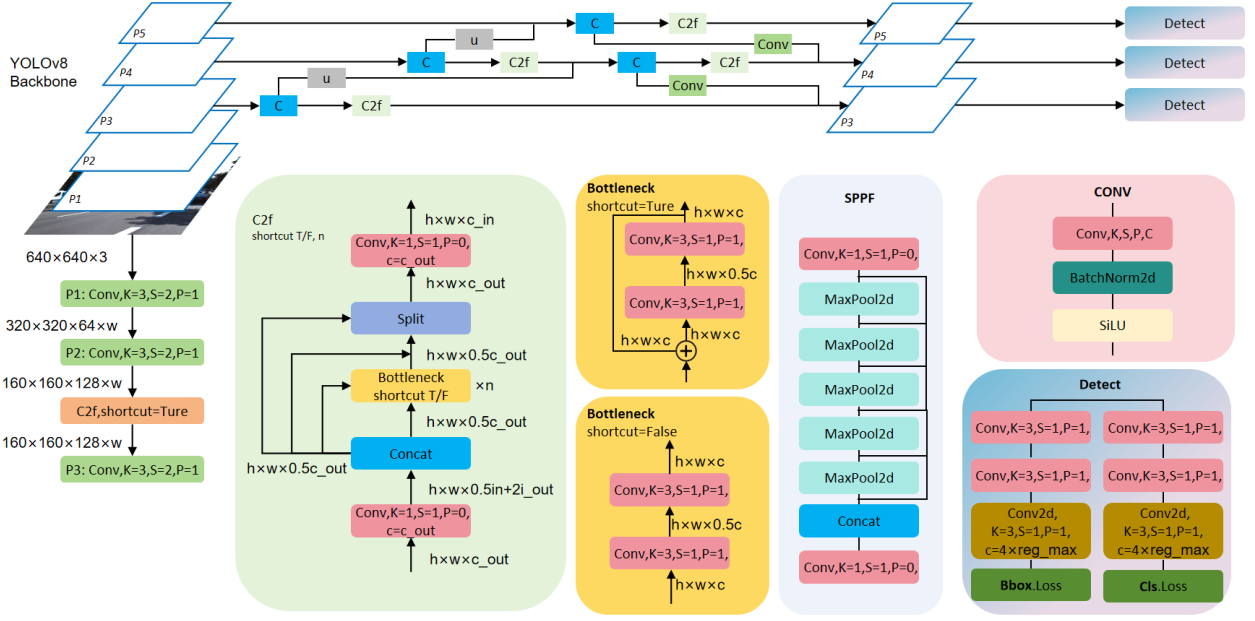 YOLOv8
Backbone
P5
P4
P3
P2
P1
C
C2f
u
Conv
C
C2f
C
C2f
u
Conv
C
C2f
P5
P4
P3
Detect
Detect
Detect
640×640×3
P1: Conv,K=3,S=2,P=1
320×320×64×w
P2: Conv,K=3,S=2,P=1
160×160×128×w
C2f,shortcut=Ture
160×160×128×w
P3: Conv,K=3,S=2,P=1
C2f
shortcut T/F, n
h×w×c_in
Conv,K=1,S=1,P=0,
c=c_out
h×w×c_out
Split
h×w×0.5c_out
Bottleneck
shortcut T/F
×n
h×w×0.5c_out
Concat
h×w×0.5c_out
h×w×0.5in+2i_out
Conv,K=1,S=1,P=0,
c=c_out
h×w×c_out
Bottleneck
shortcut=Ture
h×w×c
Conv,K=3,S=1,P=1,
h×w×0.5c
Conv,K=3,S=1,P=1,
h×w×c
h×w×c
Bottleneck
shortcut=False
h×w×c
Conv,K=3,S=1,P=1,
h×w×0.5c
Conv,K=3,S=1,P=1,
h×w×c
SPPF
Conv,K=1,S=1,P=0,
MaxPool2d
MaxPool2d
MaxPool2d
MaxPool2d
MaxPool2d
Concat
Conv,K=1,S=1,P=0,
CONV
Conv,K,S,P,C
BatchNorm2d
SiLU
Detect
Conv,K=3,S=1,P=1,
Conv,K=3,S=1,P=1,
Conv,K=3,S=1,P=1,
Conv,K=3,S=1,P=1,
Conv2d,
K=3,S=1,P=1,
c=4×reg_max
Conv2d,
K=3,S=1,P=1,
c=4×reg_max
Bbox.Loss
Cls.Loss